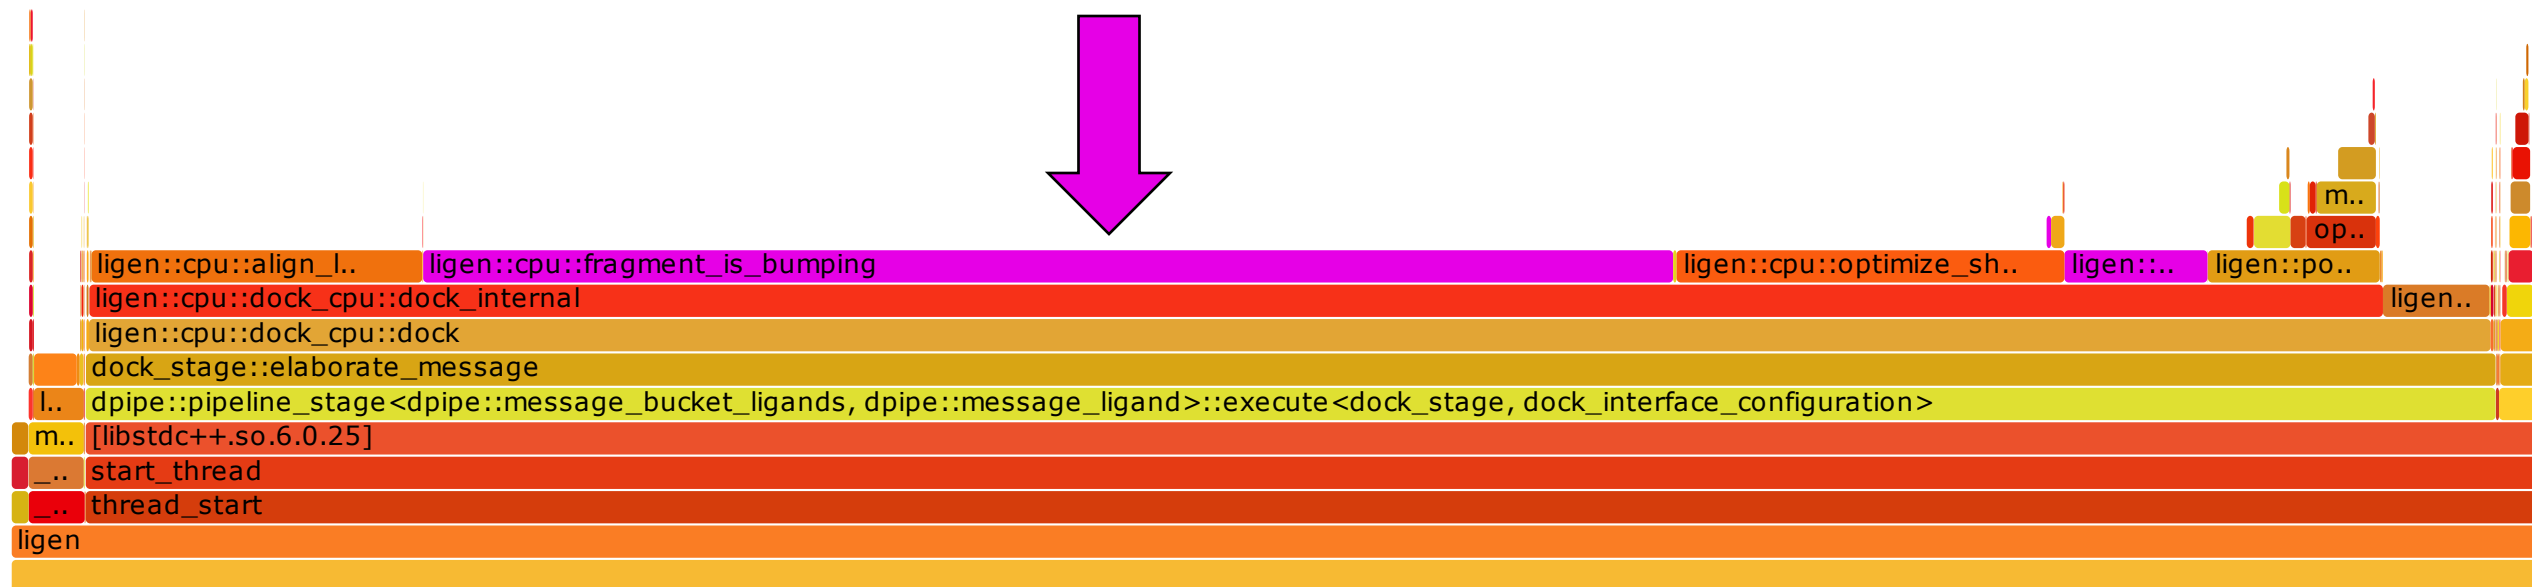 m..
op..
ligen::cpu::align_l.. ligen::cpu::fragment_is_bumping ligen::cpu::optimize_sh.. ligen::.. ligen::po..
ligen::cpu::dock_cpu::dock_internal ligen..
ligen::cpu::dock_cpu::dock
dock_stage::elaborate_message
l.. dpipe::pipeline_stage<dpipe::message_bucket_ligands, dpipe::message_ligand>::execute<dock_stage, dock_interface_configuration>
m.. [libstdc++.so.6.0.25]
_.. start_thread
_.. thread_start
ligen